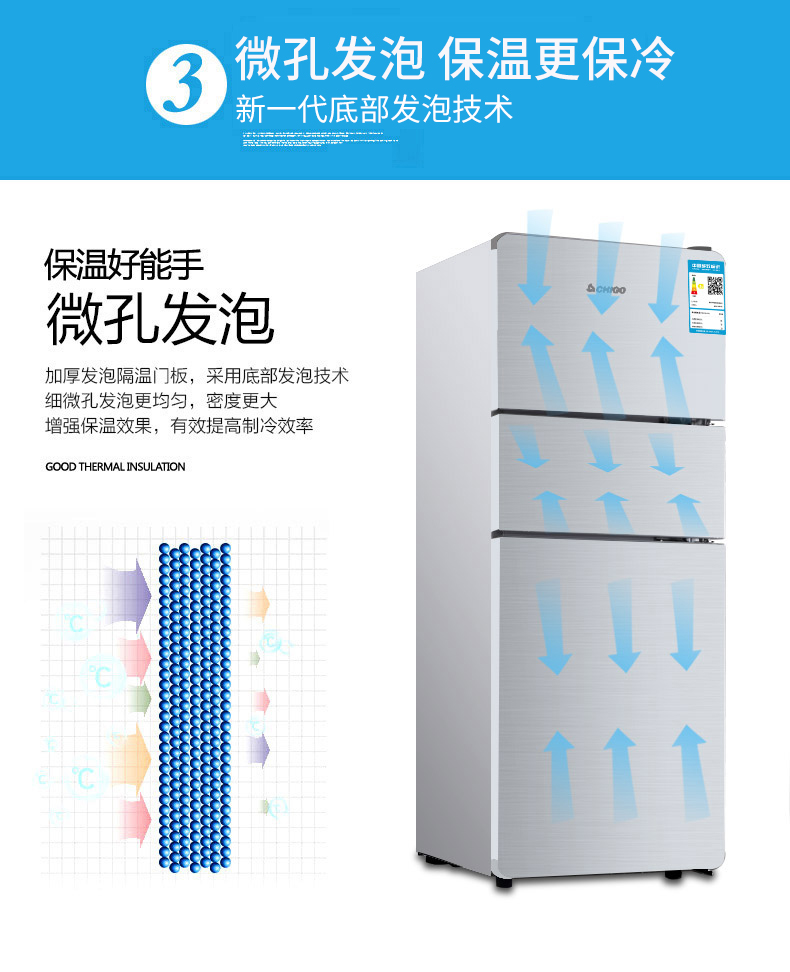 3
微孔发泡 保温更保冷
新一代底部发泡技术
保温好能手
微孔发泡
加厚发泡隔温门板，采用底部发泡技术
细微孔发泡更均匀，密度更大
增强保温效果，有效提高制冷效率
GOOD THERMAL INSULATION
CHIGO
℃
℃
℃